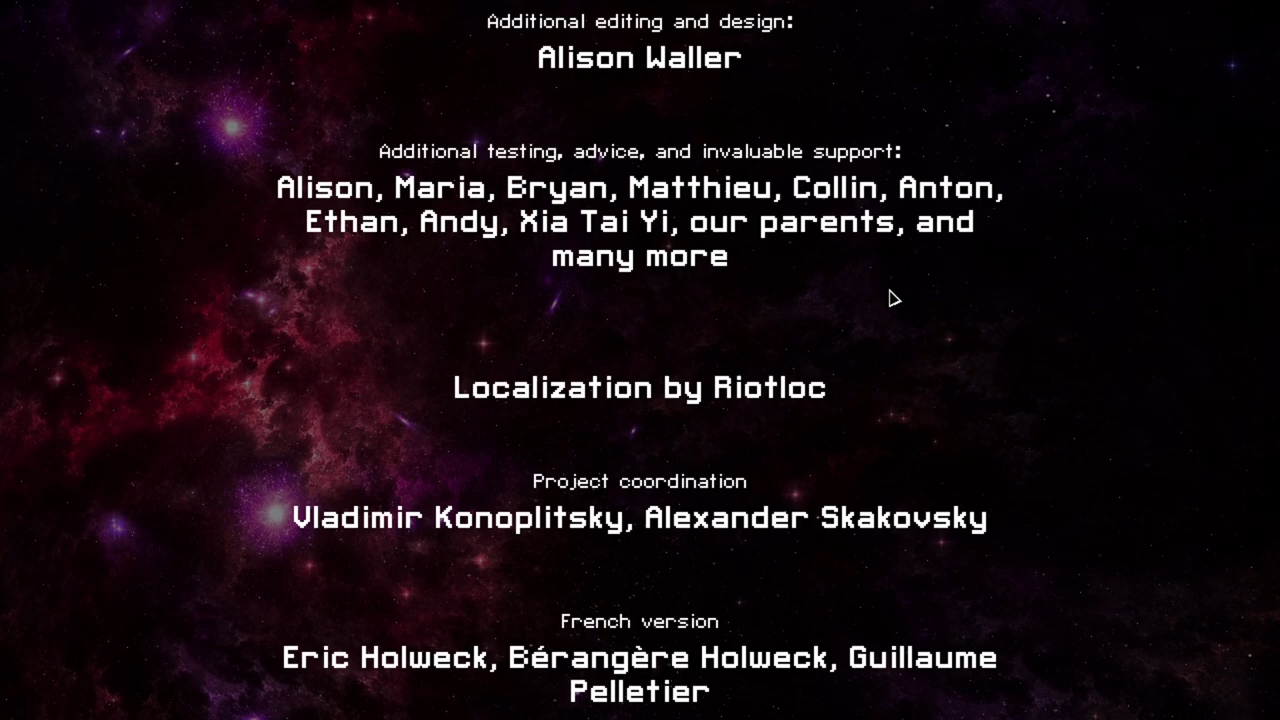 Additional editing and design:
Alison Waller
Additional testing, advice, and invaluable support:
Alison, Maria, Bryan, Matthieu, Collin, Anton,
Ethan, Andy, Xia Tai Yi, our parents, and
many more
Localization by Riotloc
Project coordination
Vladimir Konoplitsky, Alexander Skakovsky
French version
Eric Holweck, Bérangère Holweck, Guillaume
Pelletier